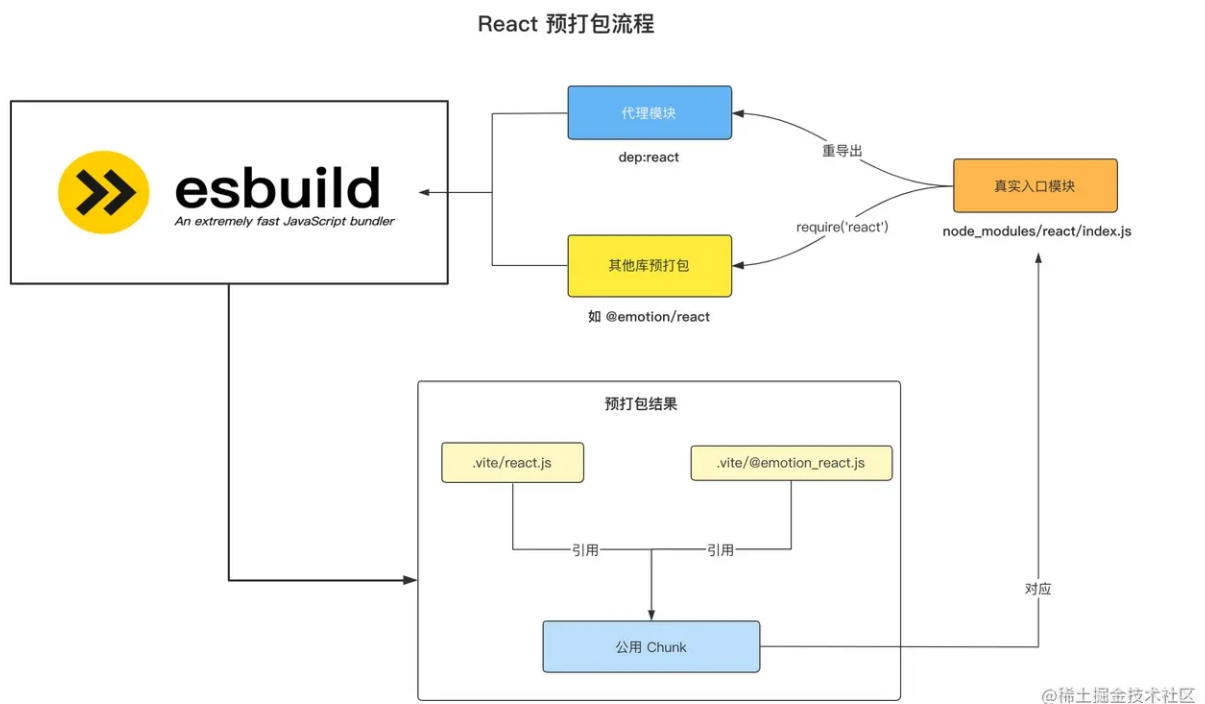 React 预打包流程
代理模块
dep:react
重导出
真实入口模块
node_modules/react/index.js
esbuild
An extremely fast JavaScript bundler
require('react')
其他库预打包
如 @emotion/react
预打包结果
.vite/react.js
.vite/@emotion_react.js
引用
引用
对应
公用 Chunk
@稀土掘金技术社区